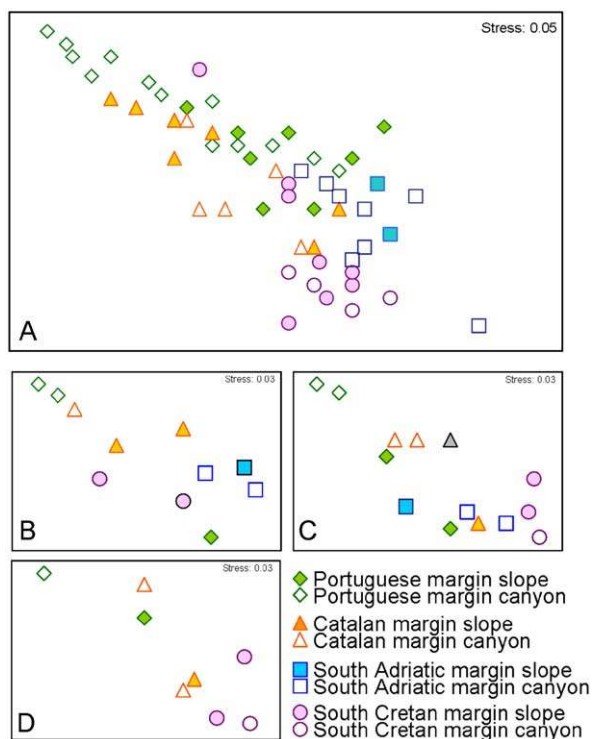 Stress: 0.05
A
Stress: 0.03
B
Stress: 0.03
C
Stress: 0.03
D
Portuguese margin slope
Portuguese margin canyon
Catalan margin slope
Catalan margin canyon
South Adriatic margin slope
South Adriatic margin canyon
South Cretan margin slope
South Cretan margin canyon